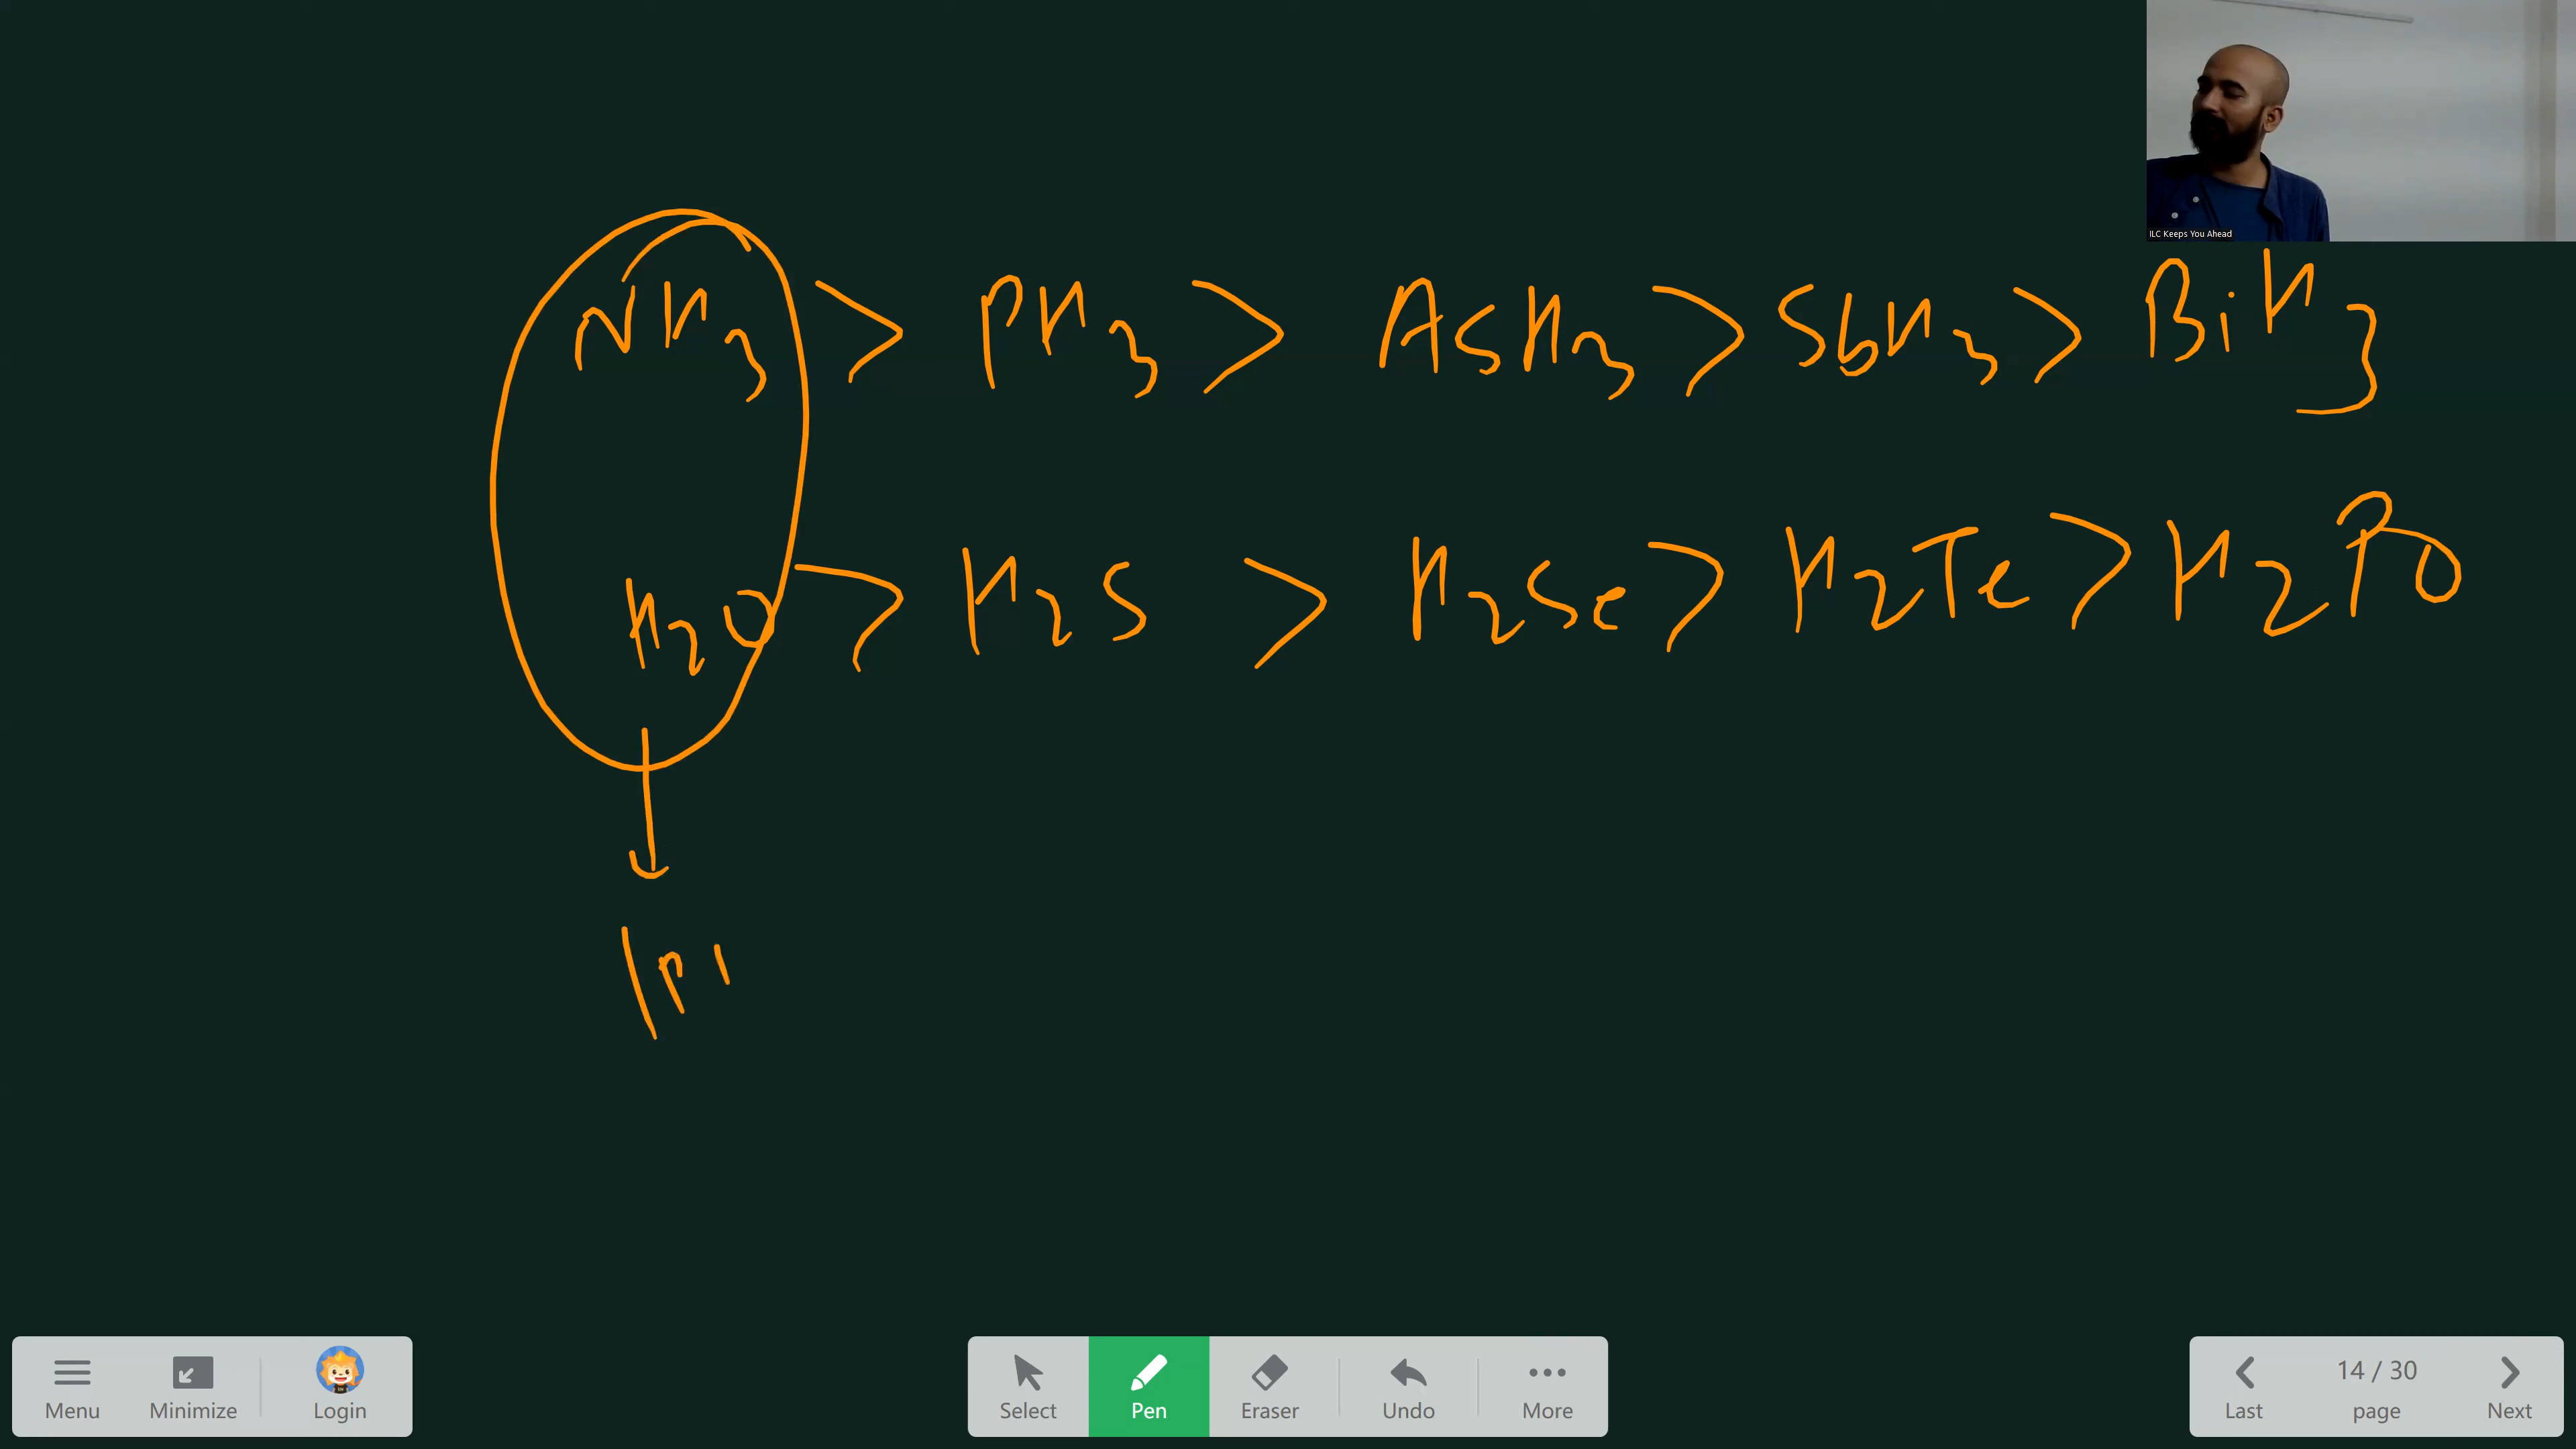 ILC Keeps You Ahead
NH3 > PH3 > AsH3 > SbH3 > BiH3
H2O > H2S > H2Se > H2Te > H2Po
Menu Minimize Login Select Pen Eraser Undo More Last 14 / 30 page Next